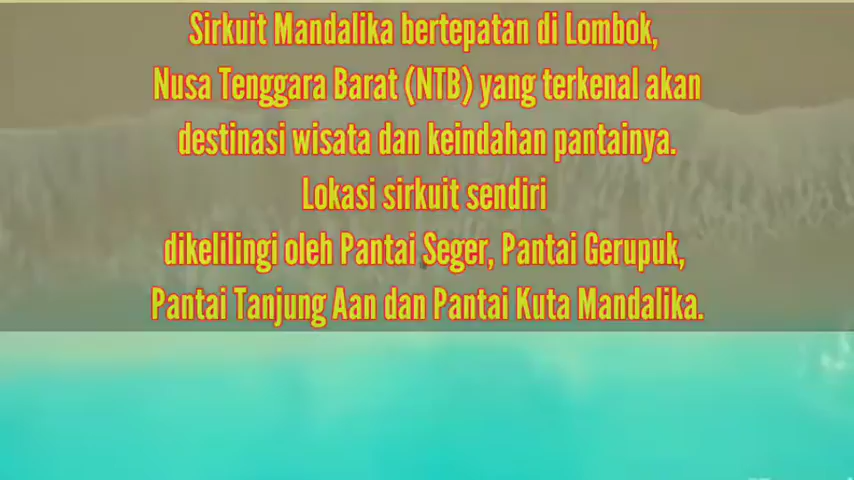 Sirkuit Mandalika bertepatan di Lombok,
Nusa Tenggara Barat (NTB) yang terkenal akan
destinasi wisata dan keindahan pantainya.
Lokasi sirkuit sendiri
dikelilingi oleh Pantai Seger, Pantai Gerupuk,
Pantai Tanjung Aan dan Pantai Kuta Mandalika.